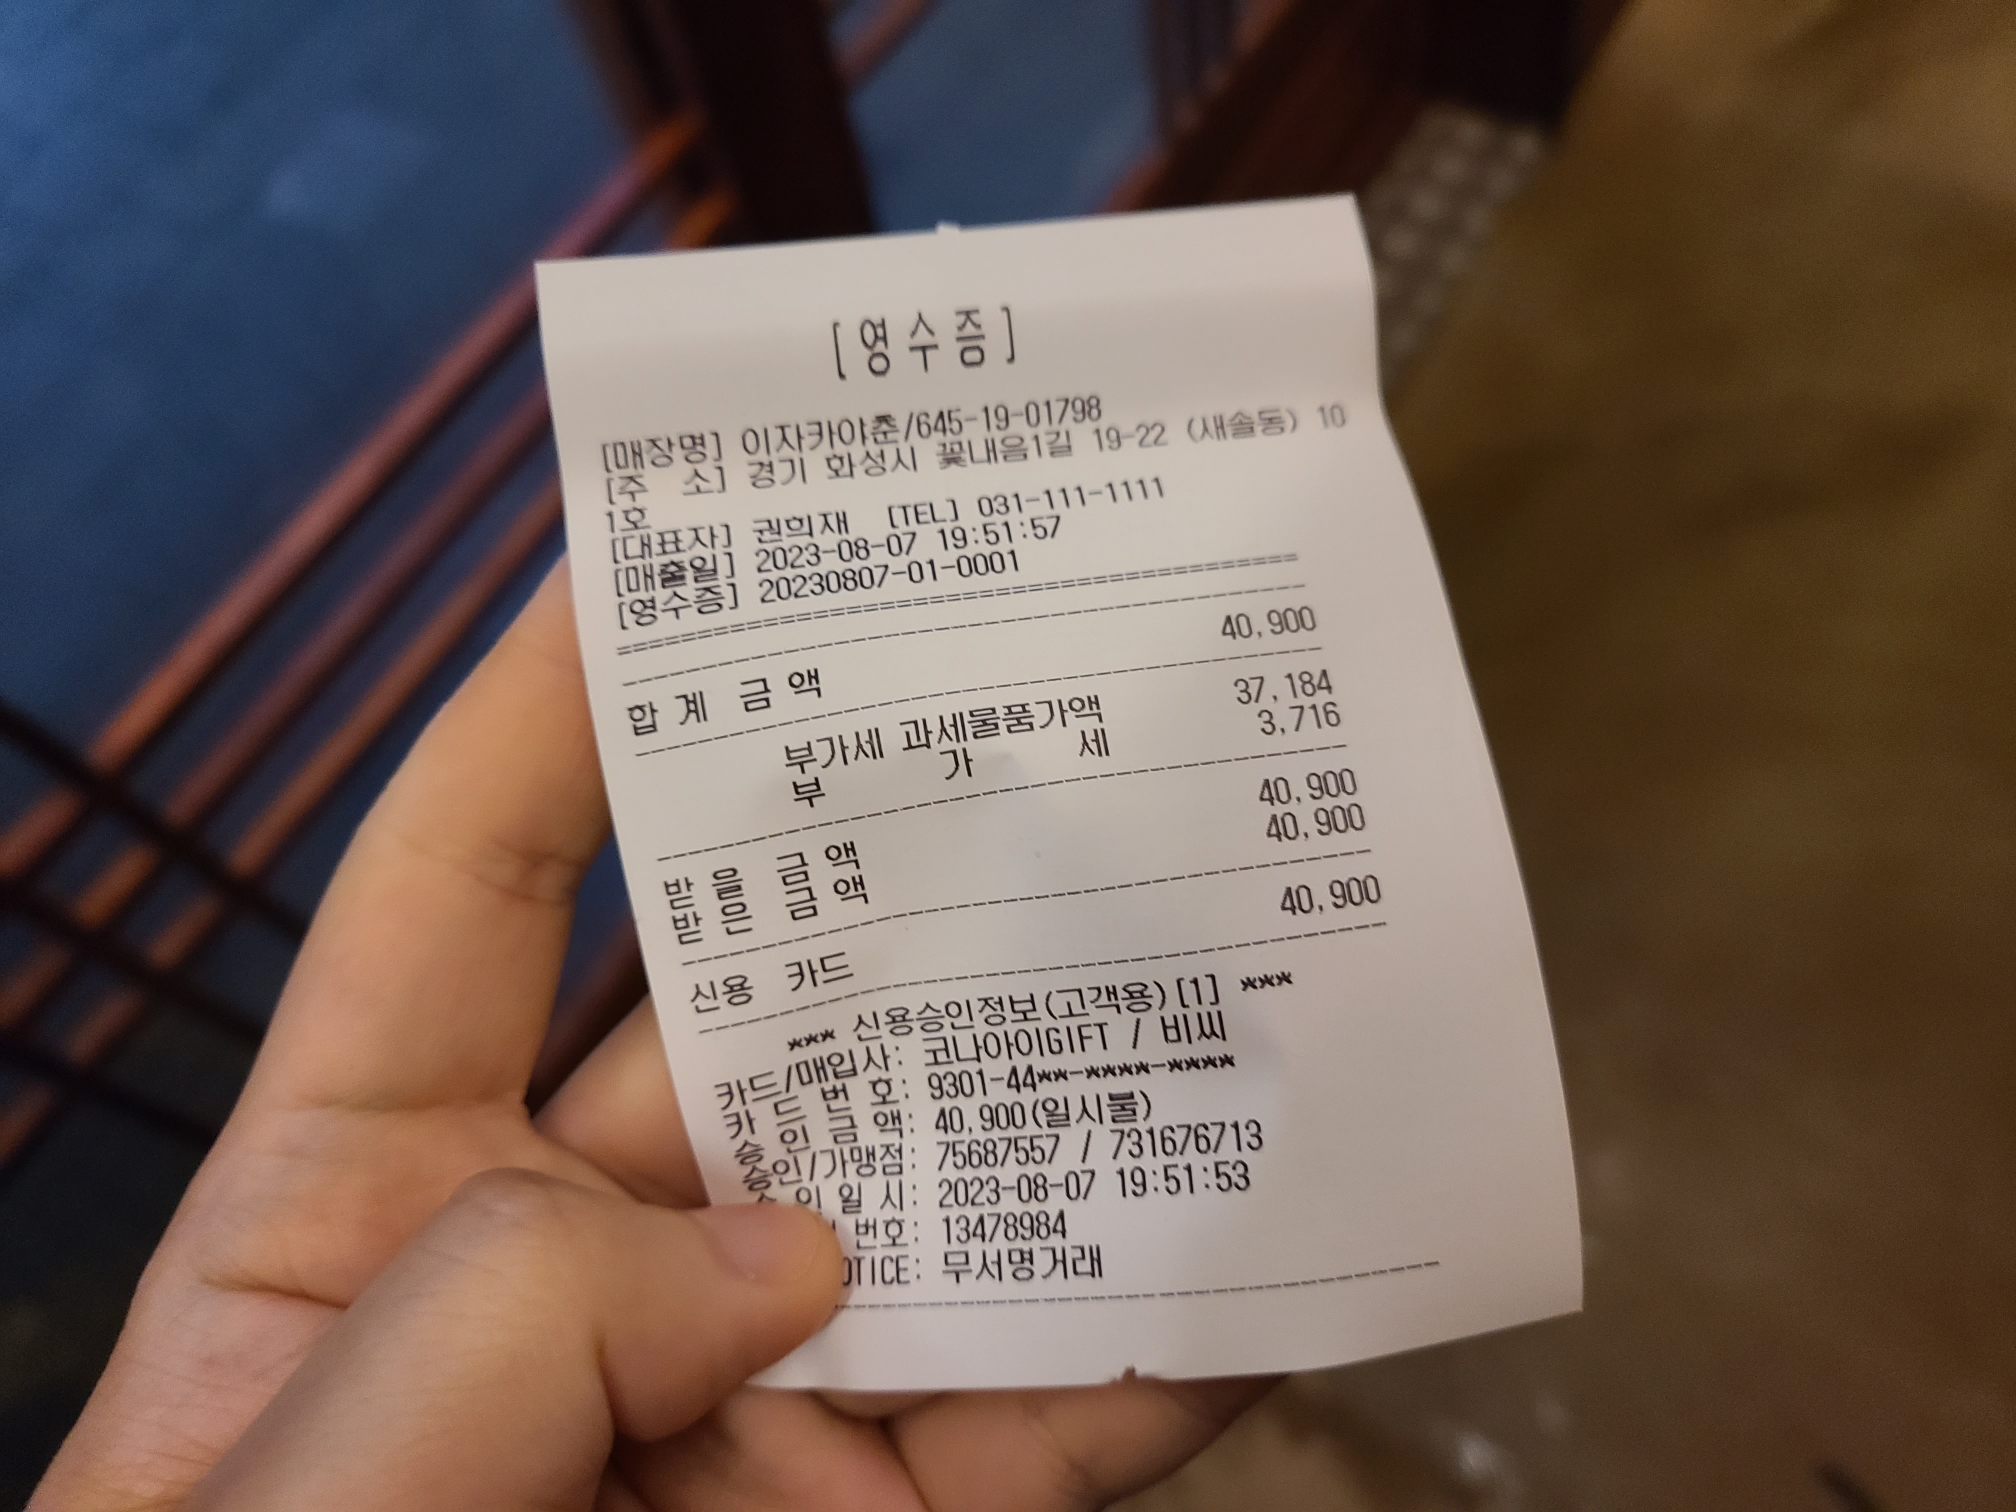 [영수증]
[매장명] 이자카야춘/645-19-01798
[주 소] 경기 화성시 꽃내음1길 19-22 (새솔동) 10
1호
[대표자] 권희재 [TEL] 031-111-1111
[매출일] 2023-08-07 19:51:57
[영수증] 20230807-01-0001
합 계 금 액 40,900
부가세 과세물품가액 37,184
부 가 세 3,716
받 을 금 액 40,900
받 은 금 액 40,900
신용 카드 40,900
*** 신용승인정보(고객용)[1] ***
카드/매입사: 코나아이GIFT / 비씨
카 드 번 호: 9301-44**-****-****
승 인 금 액: 40,900(일시불)
승인/가맹점: 75687557 / 731676713
인 일 시: 2023-08-07 19:51:53
번호: 13478984
OTICE: 무서명거래